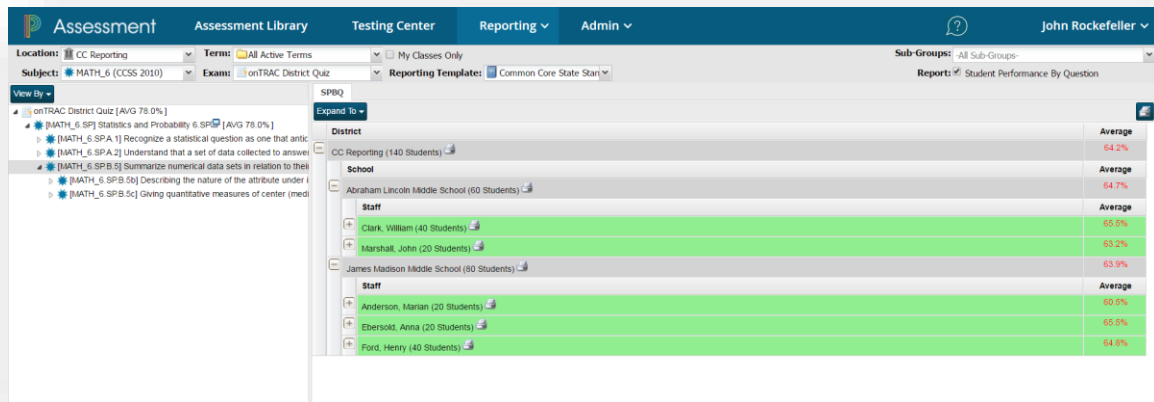 Assessment Assessment Library Testing Center Reporting Admin John Rockefeller
Location: CC Reporting Term: All Active Terms My Classes Only Sub-Groups: -All Sub-Groups-
Subject: MATH_6 (CCSS 2010) Exam: onTRAC District Quiz Reporting Template: Common Core State Stan Report: Student Performance By Question
View By
onTRAC District Quiz [AVG 78.0%]
[MATH_6.SP] Statistics and Probability 6.SP [AVG 78.0%]
[MATH_6.SP.A.1] Recognize a statistical question as one that antic
[MATH_6.SP.A.2] Understand that a set of data collected to answer
[MATH_6.SP.B.5] Summarize numerical data sets in relation to their
[MATH_6.SP.B.5b] Describing the nature of the attribute under i
[MATH_6.SP.B.5c] Giving quantitative measures of center (medi
SPBQ
Expand To
District Average
CC Reporting (140 Students) 64.2%
School Average
Abraham Lincoln Middle School (60 Students) 64.7%
Staff Average
Clark, William (40 Students) 65.5%
Marshall, John (20 Students) 63.2%
James Madison Middle School (80 Students) 63.9%
Staff Average
Anderson, Marian (20 Students) 60.5%
Ebersold, Anna (20 Students) 65.5%
Ford, Henry (40 Students) 64.8%